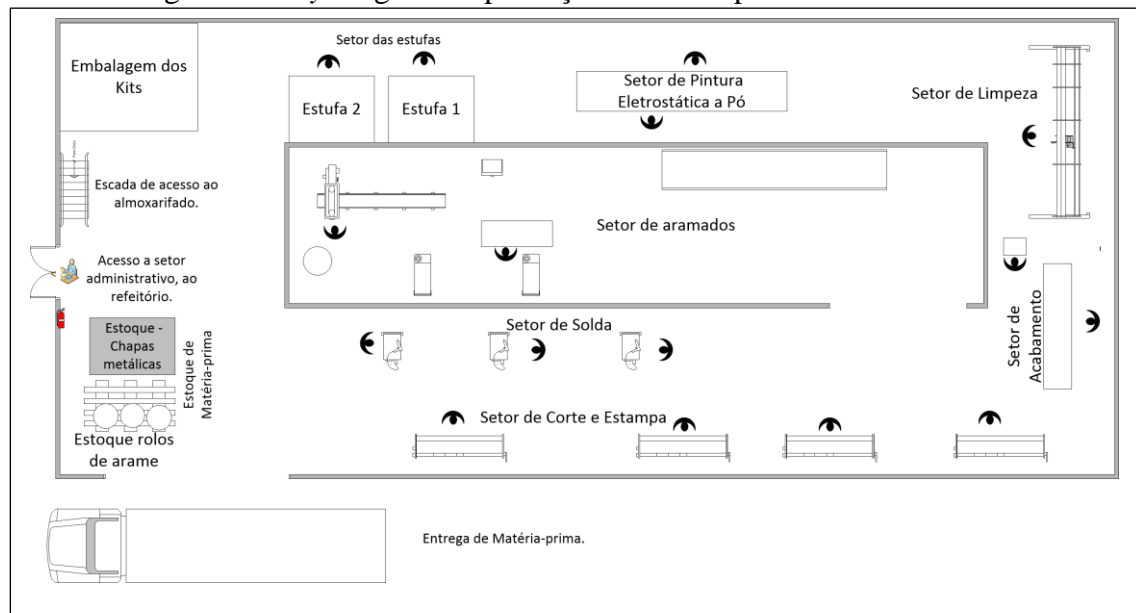 Setor das estufas
Embalagem dos
Kits
Estufa 2
Estufa 1
Setor de Pintura
Eletrostática a Pó
Setor de Limpeza
Escada de acesso ao
almoxarifado.
Setor de aramados
Acesso a setor
administrativo, ao
refeitório.
Estoque -
Chapas
metálicas
Estoque de
Matéria-prima
Estoque rolos
de arame
Setor de Solda
Setor de
Acabamento
Setor de Corte e Estampa
Entrega de Matéria-prima.